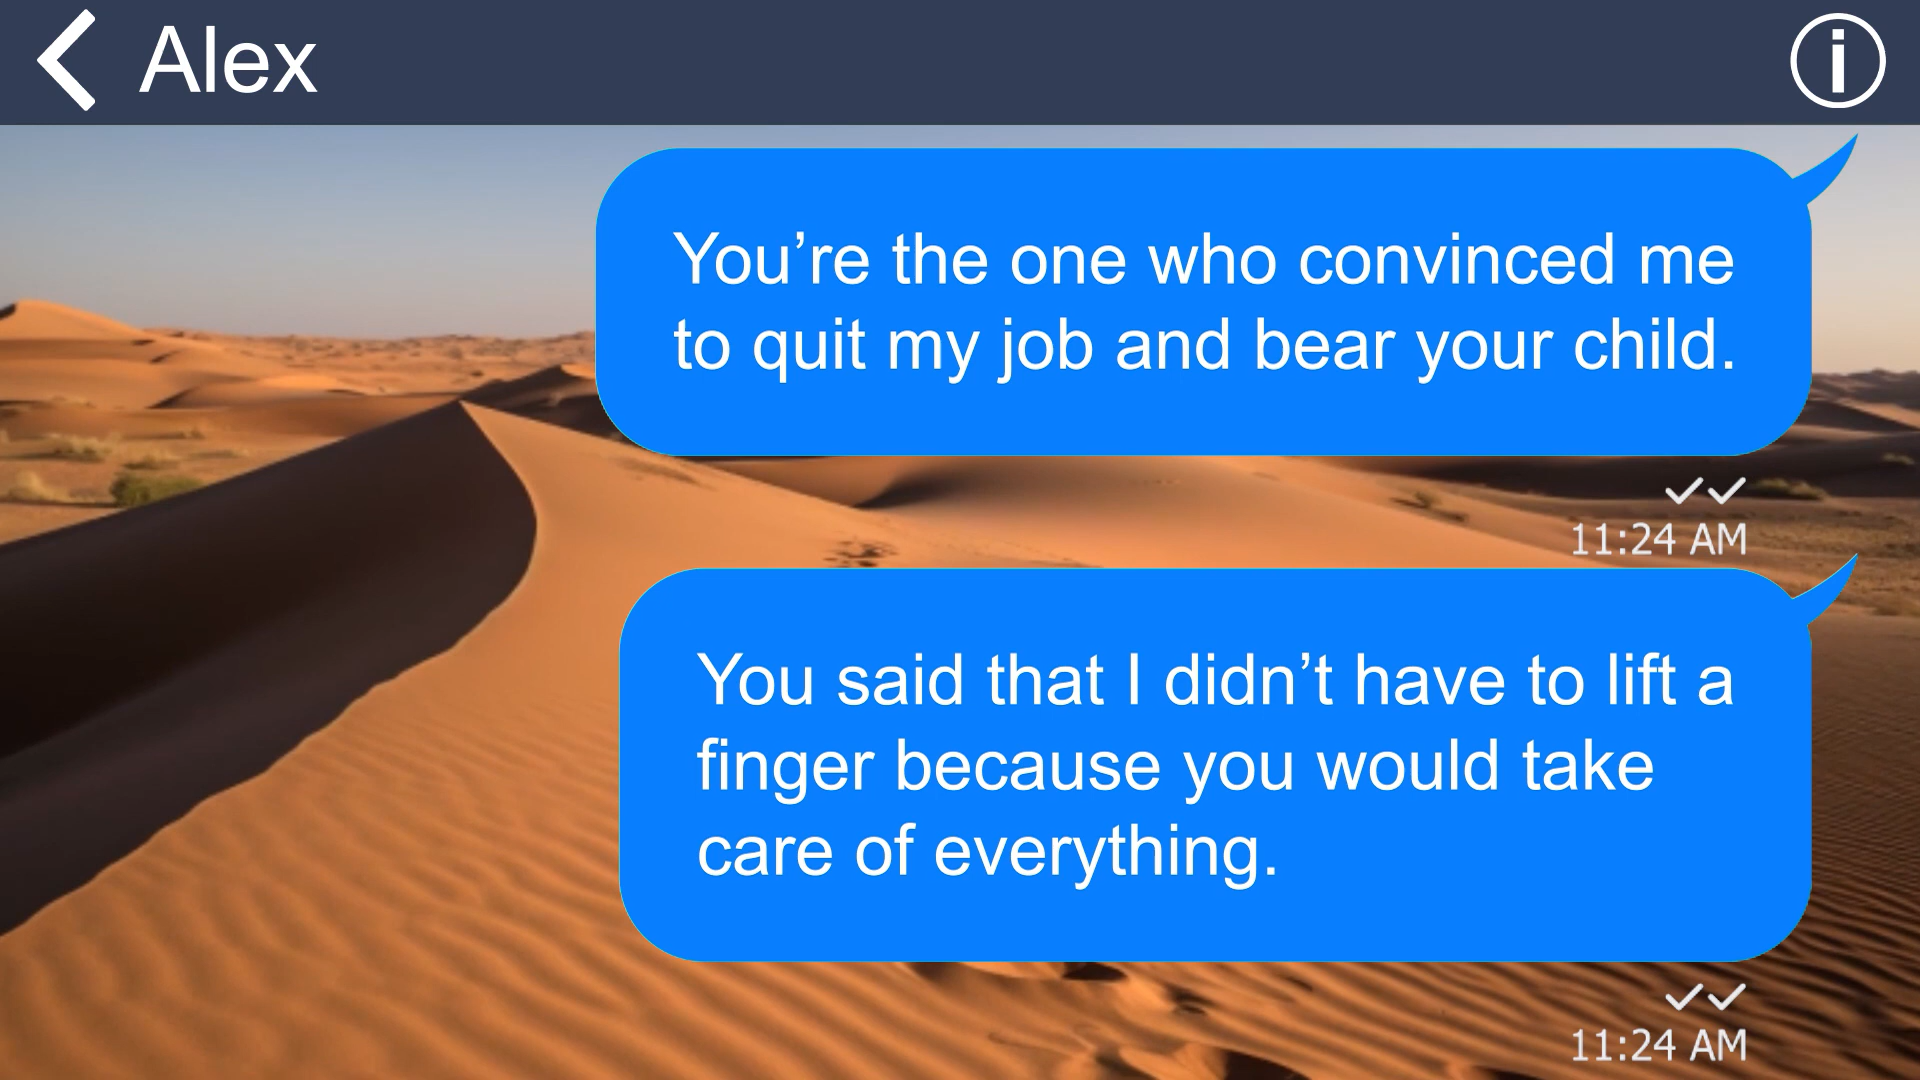 Alex
You’re the one who convinced me
to quit my job and bear your child.
11:24 AM
You said that I didn’t have to lift a
finger because you would take
care of everything.
11:24 AM